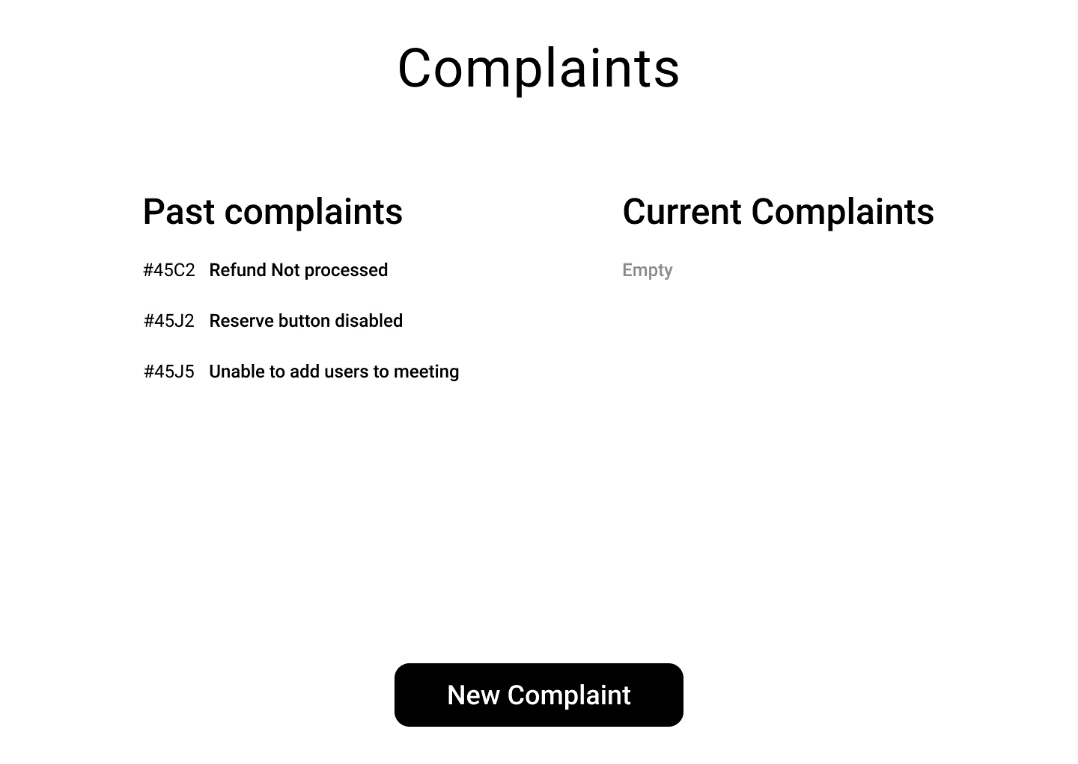 Complaints
Past complaints
#45C2 Refund Not processed
#45J2 Reserve button disabled
#45J5 Unable to add users to meeting
Current Complaints
Empty
New Complaint